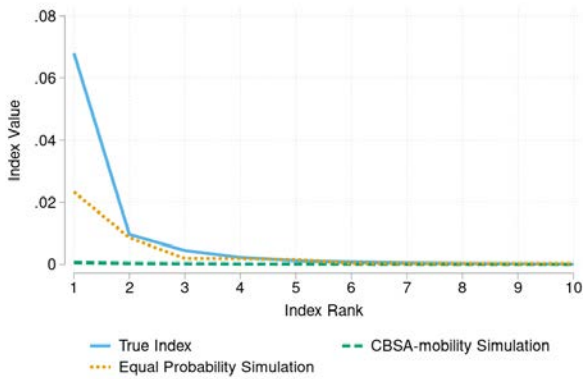 .08
.06
.04
.02
0
Index Value
1 2 3 4 5 6 7 8 9 10
Index Rank
True Index
CBSA-mobility Simulation
Equal Probability Simulation